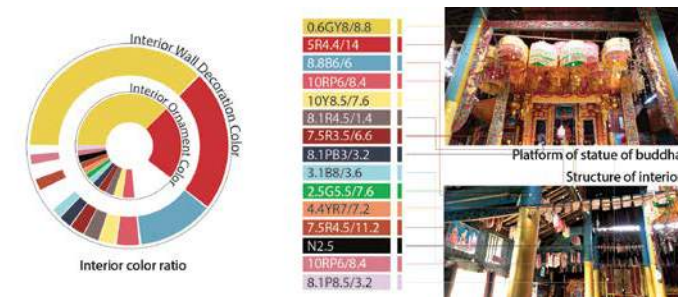 Interior Wall Decoration Color
Interior Ornament Color
Interior color ratio
0.6GY8/8.8
5R4.4/14
8.8B6/6
10RP6/8.4
10Y8.5/7.6
8.1R4.5/1.4
7.5R3.5/6.6
8.1PB3/3.2
3.1B8/3.6
2.5G5.5/7.6
4.4YR7/7.2
7.5R4.5/11.2
N2.5
10RP6/8.4
8.1P8.5/3.2
Platform of statue of buddha
Structure of interio